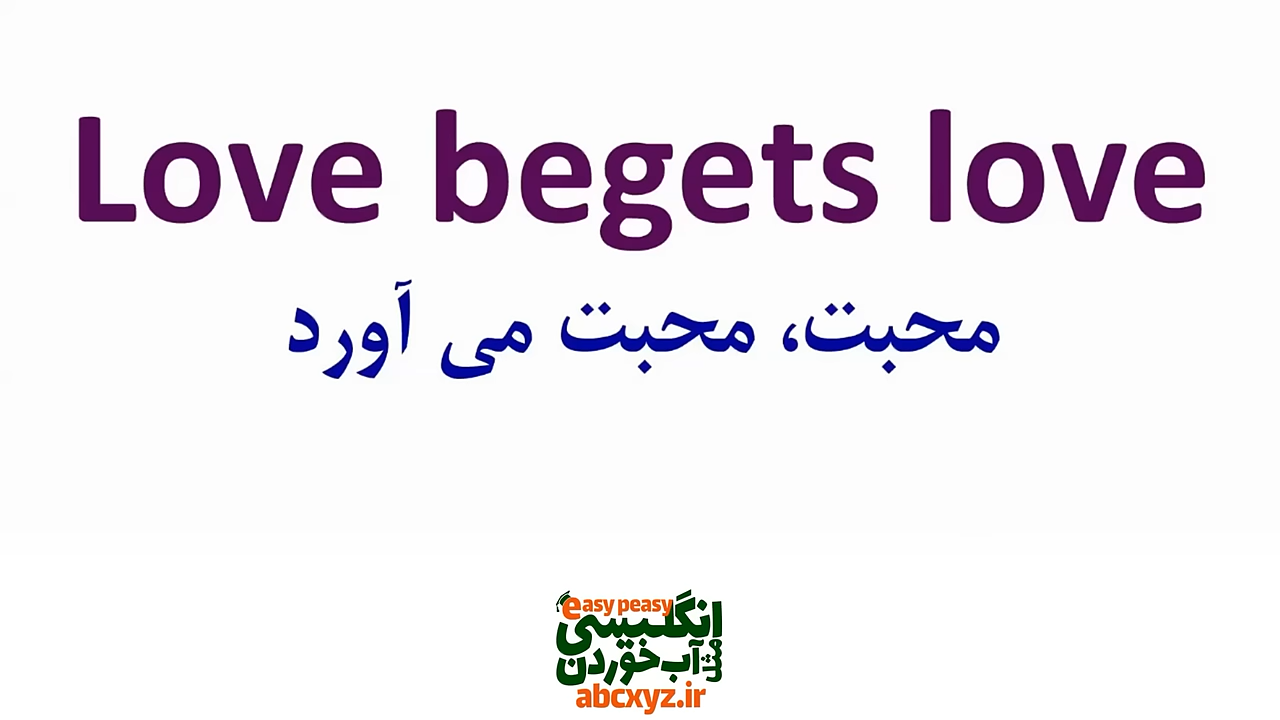 Love begets love
محبت، محبت می آورد
easy peasy
انگلیسی
مثل آب خوردن
abcxyz.ir